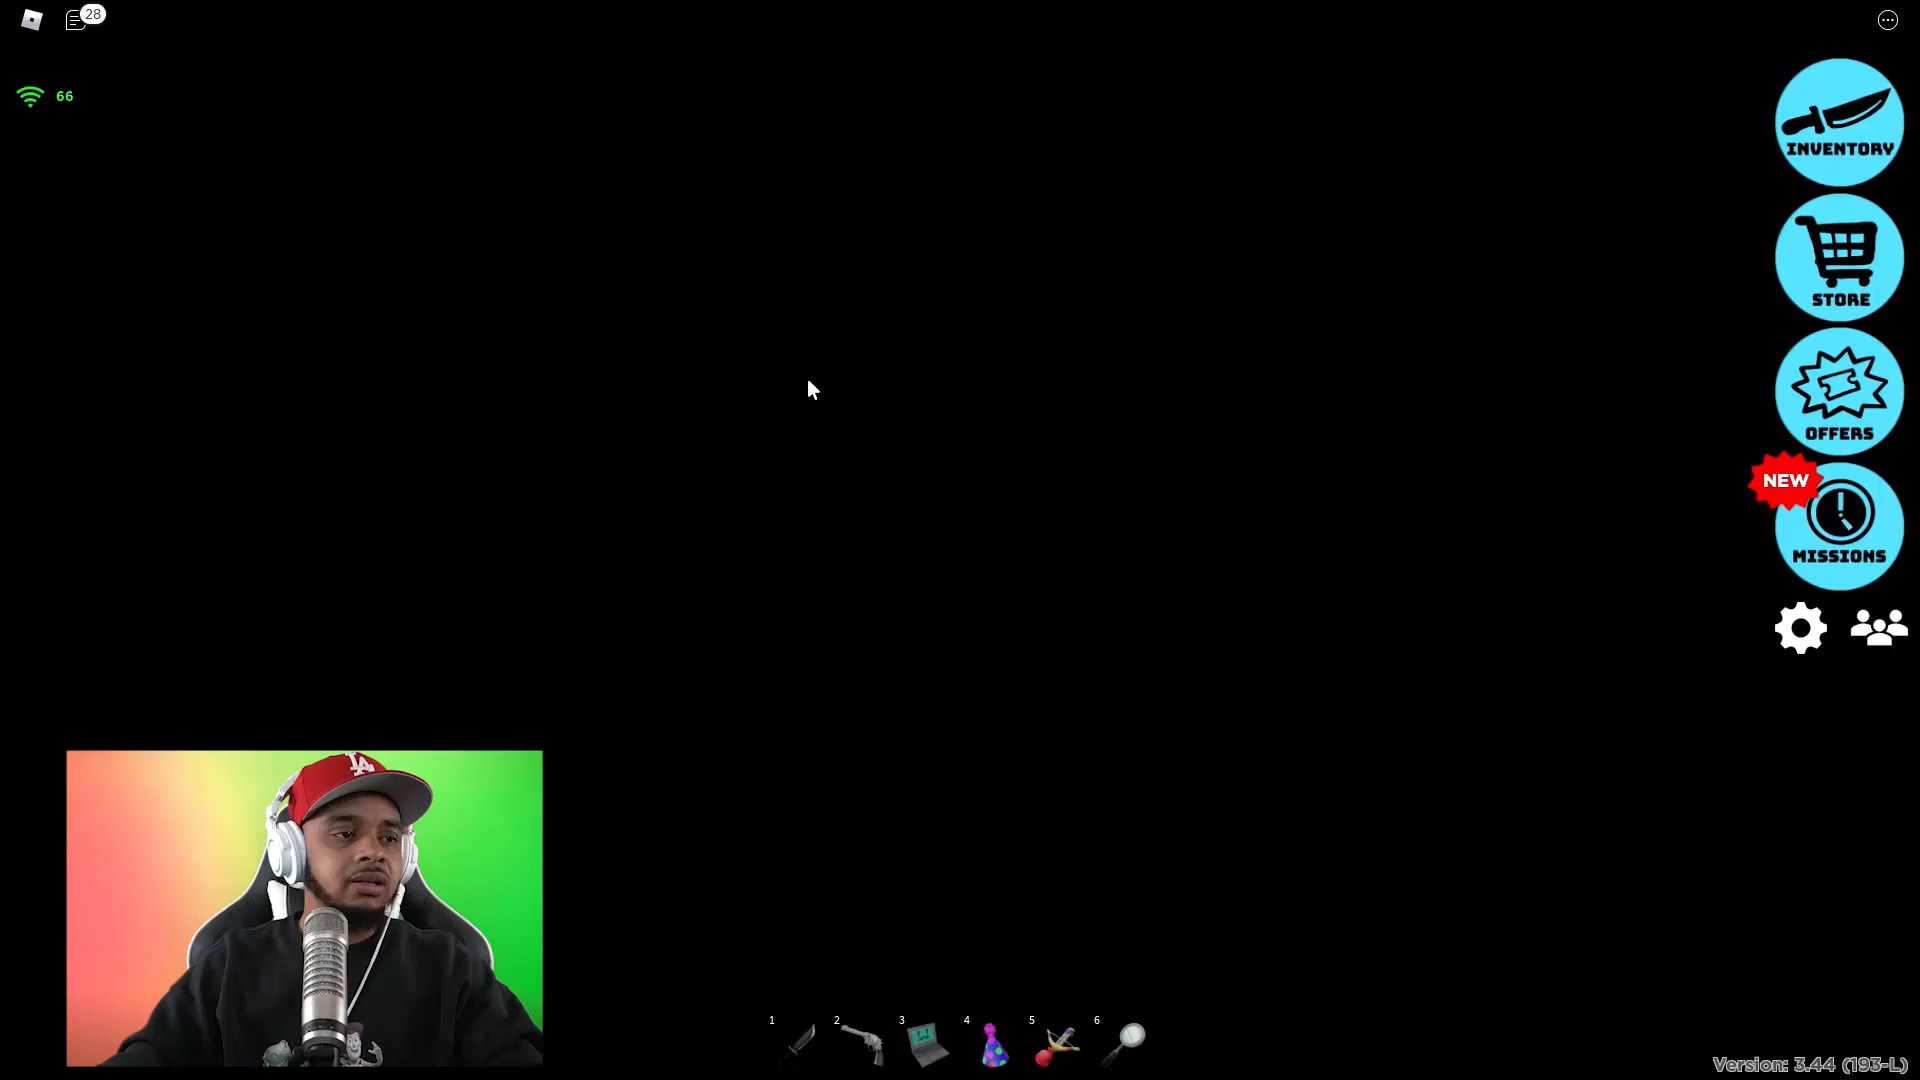 28
66
INVENTORY
STORE
OFFERS
NEW
MISSIONS
LA
1 2 3 4 5 6
Version: 3.44 (193-L)